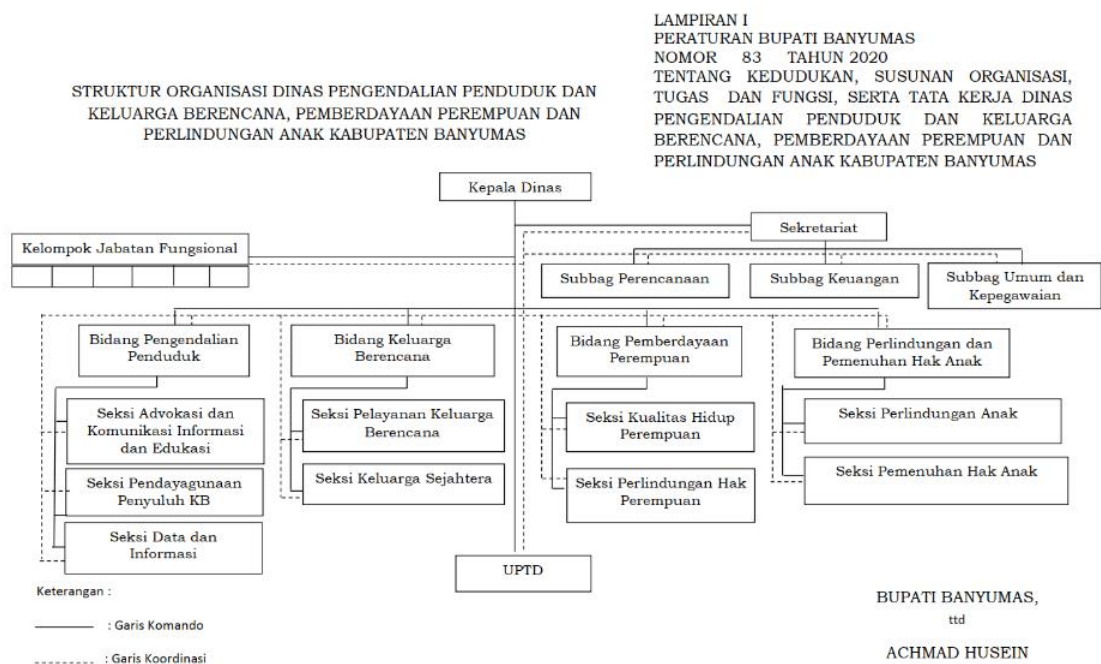 LAMPIRAN I
PERATURAN BUPATI BANYUMAS
NOMOR 83 TAHUN 2020
TENTANG KEDUDUKAN, SUSUNAN ORGANISASI,
TUGAS DAN FUNGSI, SERTA TATA KERJA DINAS
PENGENDALIAN PENDUDUK DAN KELUARGA
BERENCANA, PEMBERDAYAAN PEREMPUAN DAN
PERLINDUNGAN ANAK KABUPATEN BANYUMAS
STRUKTUR ORGANISASI DINAS PENGENDALIAN PENDUDUK DAN
KELUARGA BERENCANA, PEMBERDAYAAN PEREMPUAN DAN
PERLINDUNGAN ANAK KABUPATEN BANYUMAS
Kepala Dinas
Sekretariat
Kelompok Jabatan Fungsional
Subbag Perencanaan
Subbag Keuangan
Subbag Umum dan
Kepegawaian
Bidang Pengendalian
Penduduk
Bidang Keluarga
Berencana
Bidang Pemberdayaan
Perempuan
Bidang Perlindungan dan
Pemenuhan Hak Anak
Seksi Advokasi dan
Komunikasi Informasi
dan Edukasi
Seksi Pelayanan Keluarga
Berencana
Seksi Kualitas Hidup
Perempuan
Seksi Perlindungan Anak
Seksi Pendayagunaan
Penyuluh KB
Seksi Keluarga Sejahtera
Seksi Perlindungan Hak
Perempuan
Seksi Pemenuhan Hak Anak
Seksi Data dan
Informasi
UPTD
Keterangan :
: Garis Komando
: Garis Koordinasi
BUPATI BANYUMAS,
ttd
ACHMAD HUSEIN